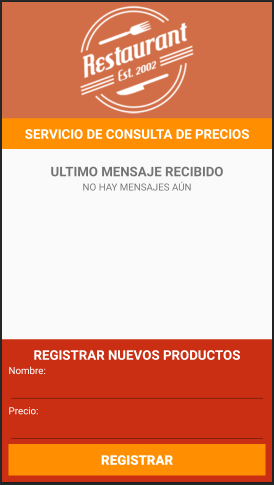 Restaurant
Est. 2002
SERVICIO DE CONSULTA DE PRECIOS
ULTIMO MENSAJE RECIBIDO
NO HAY MENSAJES AÚN
REGISTRAR NUEVOS PRODUCTOS
Nombre:
Precio:
REGISTRAR